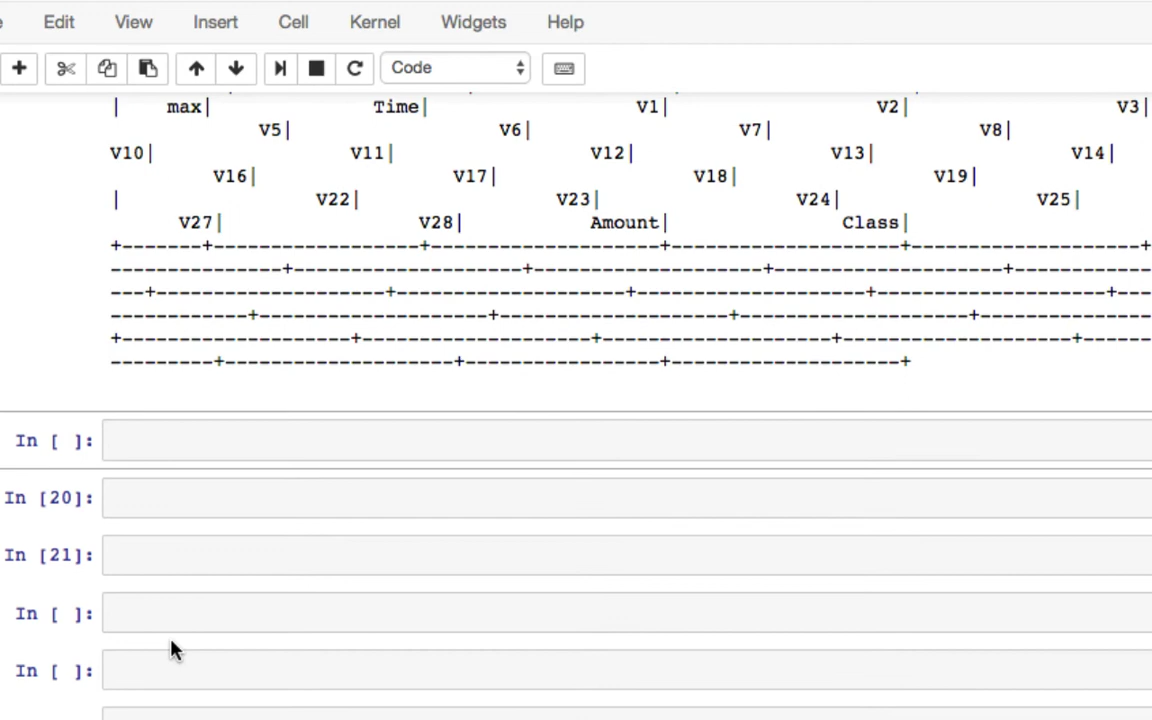 Edit View Insert Cell Kernel Widgets Help
Code
| max| Time| V1| V2| V3|
V5| V6| V7| V8|
V10| V11| V12| V13| V14|
V16| V17| V18| V19|
| V22| V23| V24| V25|
V27| V28| Amount| Class|
+-------+------------------+--------------------+--------------------+--------------------+
---------------+--------------------+--------------------+--------------------+------------
---+--------------------+--------------------+--------------------+--------------------+---
------------+--------------------+--------------------+--------------------+---------------
+--------------------+--------------------+--------------------+--------------------+------
---------+--------------------+-----------------+--------------------+
In [ ]:
In [20]:
In [21]:
In [ ]:
In [ ]: